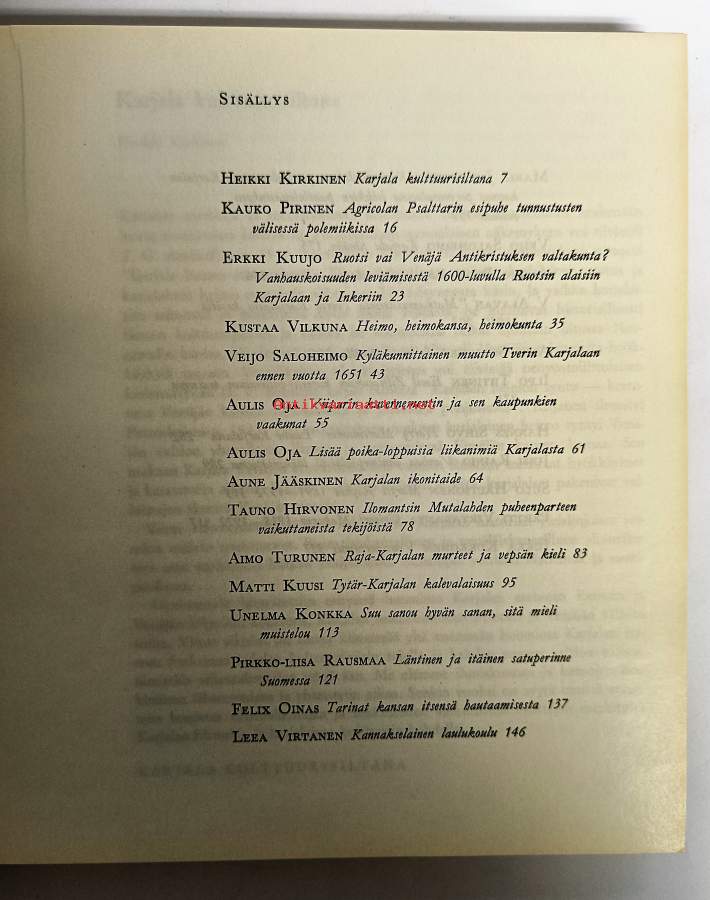 SISÄLLYS
HEIKKI KIRKINEN Karjala kulttuurisiltana 7
KAUKO PIRINEN Agricolan Psalttarin esipuhe tunnustusten
välisessä polemiikissa 16
ERKKI KUUJO Ruotsi vai Venäjä Antikristuksen valtakunta?
Vanhauskoisuuden leviämisestä 1600-luvulla Ruotsin alaisiin
Karjalaan ja Inkeriin 23
KUSTAA VILKUNA Heimo, heimokansa, heimokunta 35
VEIJO SALOHEIMO Kyläkunnittainen muutto Tverin Karjalaan
ennen vuotta 1651 43
AULIS OJA Viipurin kuvernementin ja sen kaupunkien
antikvariaatti.net
vaakunat 55
AULIS OJA Lisää poika-loppuisia liikanimiä Karjalasta 61
AUNE JÄÄSKINEN Karjalan ikonitaide 64
TAUNO HIRVONEN Ilomantsin Mutalahden puheenparteen
vaikuttaneista tekijöistä 78
AIMO TURUNEN Raja-Karjalan murteet ja vepsän kieli 83
MATTI KUUSI Tytär-Karjalan kalevalaisuus 95
UNELMA KONKKA Suu sanou hyvän sanan, sitä mieli
muistelou 113
PIRKKO-LIISA RAUSMAA Läntinen ja itäinen satuperinne
Suomessa 121
FELIX OINAS Tarinat kansan itsensä hautaamisesta 137
LEEA VIRTANEN Kannakselainen laulukoulu 146